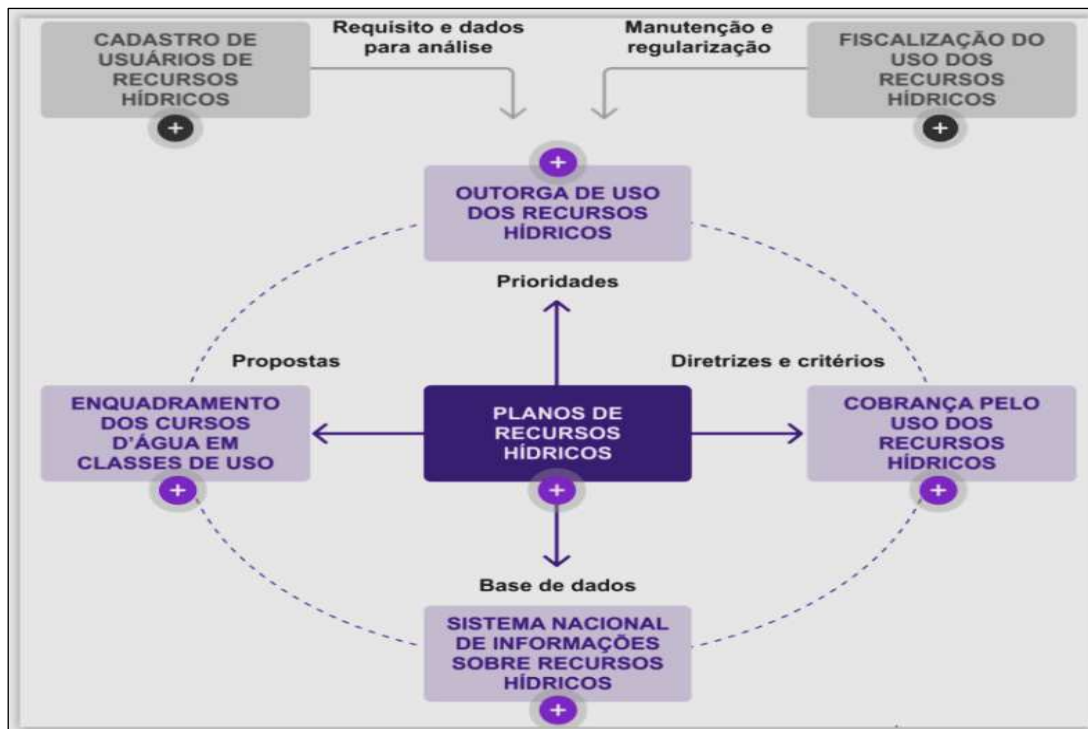 CADASTRO DE
USUÁRIOS DE
RECURSOS
HÍDRICOS
Requisito e dados
para análise
Manutenção e
regularização
FISCALIZAÇÃO DO
USO DOS
RECURSOS
HÍDRICOS
OUTORGA DE USO
DOS RECURSOS
HÍDRICOS
Prioridades
Propostas
Diretrizes e critérios
ENQUADRAMENTO
DOS CURSOS
D'ÁGUA EM
CLASSES DE USO
PLANOS DE
RECURSOS
HÍDRICOS
COBRANÇA PELO
USO DOS
RECURSOS
HÍDRICOS
Base de dados
SISTEMA NACIONAL
DE INFORMAÇÕES
SOBRE RECURSOS
HÍDRICOS